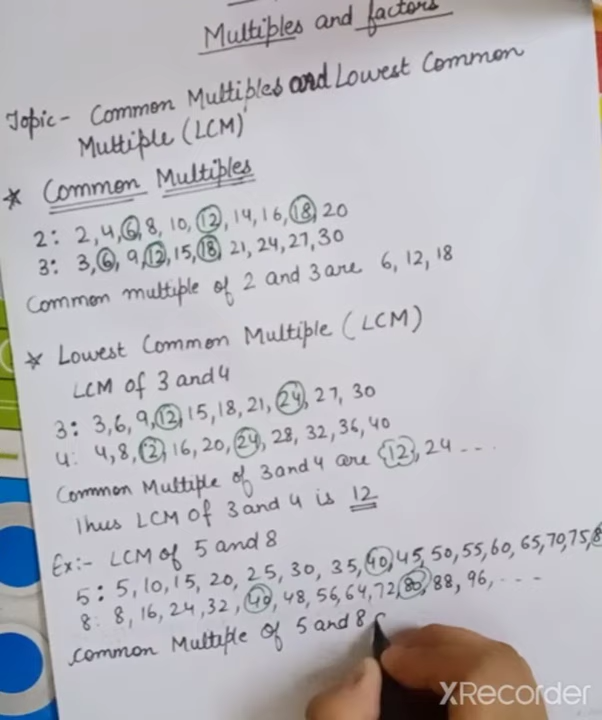 Multiples and factors
Topic- Common Multiples and Lowest Common
Multiple (LCM)
* Common Multiples
2: 2, 4, 6, 8, 10, 12, 14, 16, 18, 20
3: 3, 6, 9, 12, 15, 18, 21, 24, 27, 30
Common multiple of 2 and 3 are 6, 12, 18
* Lowest Common Multiple (LCM)
LCM of 3 and 4
3: 3, 6, 9, 12, 15, 18, 21, 24, 27, 30
4: 4, 8, 12, 16, 20, 24, 28, 32, 36, 40
Common Multiple of 3 and 4 are 12, 24 ---
Thus LCM of 3 and 4 is 12
Ex:- LCM of 5 and 8
5: 5, 10, 15, 20, 25, 30, 35, 40, 45, 50, 55, 60, 65, 70, 75,
8: 8, 16, 24, 32, 40, 48, 56, 64, 72, 80, 88, 96, ----
Common Multiple of 5 and 8
XRecorder